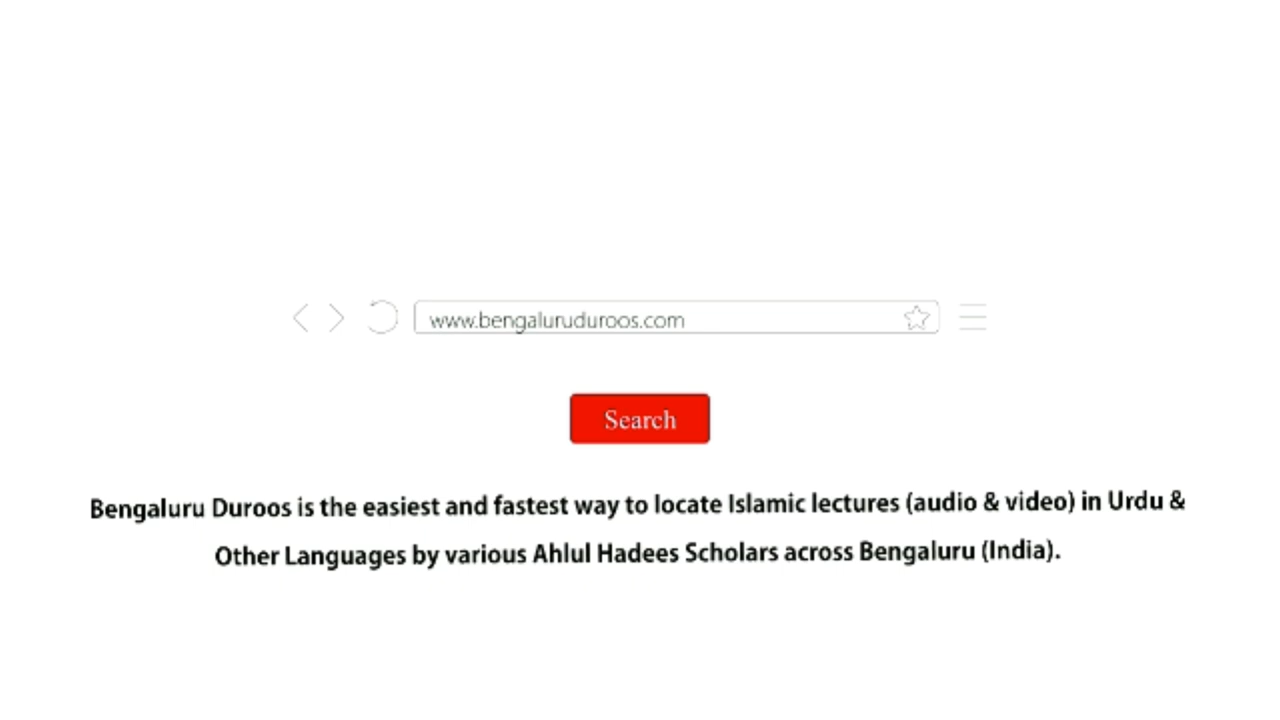 www.bengaluruduroos.com
Search
Bengaluru Duroos is the easiest and fastest way to locate Islamic lectures (audio & video) in Urdu &
Other Languages by various Ahlul Hadees Scholars across Bengaluru (India).